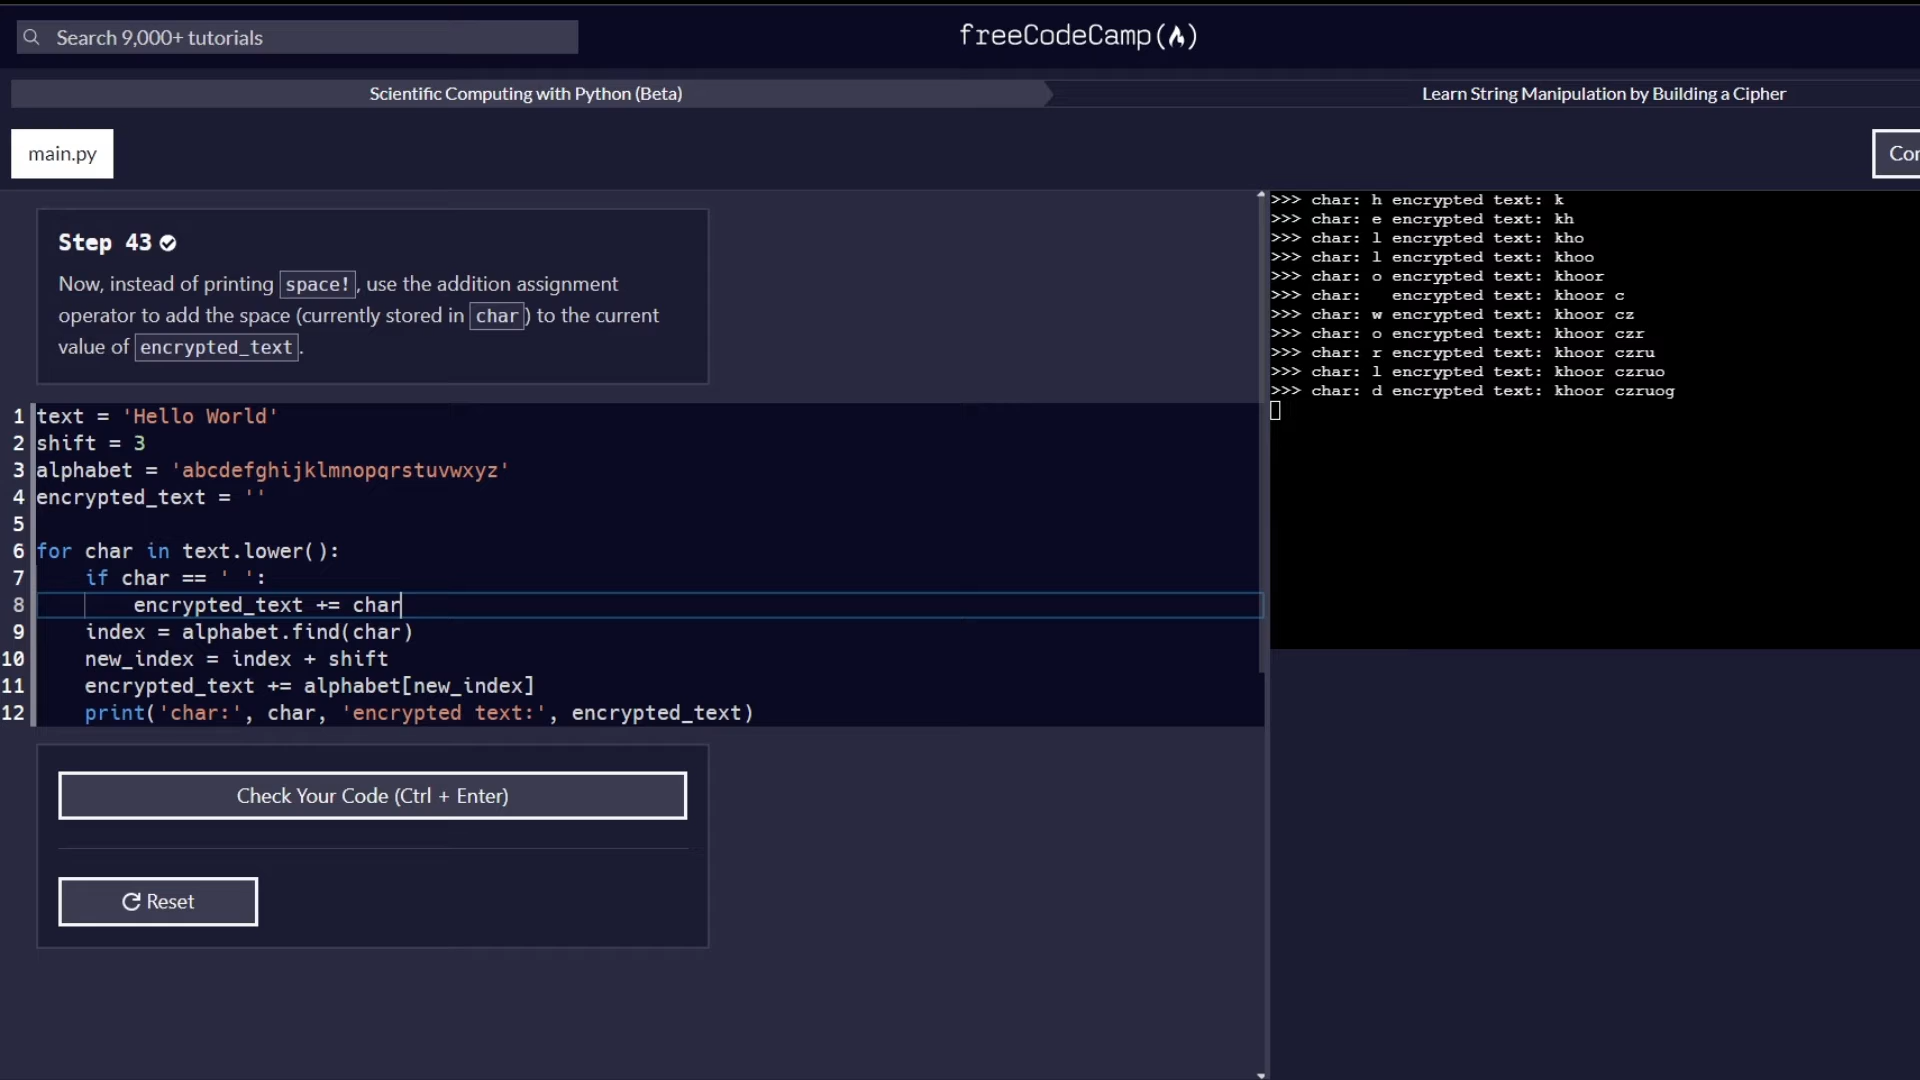 Search 9,000+ tutorials
freeCodeCamp
Scientific Computing with Python (Beta)
Learn String Manipulation by Building a Cipher
main.py
Step 43
Now, instead of printing space!, use the addition assignment
operator to add the space (currently stored in char) to the current
value of encrypted_text.
1 text = 'Hello World'
2 shift = 3
3 alphabet = 'abcdefghijklmnopqrstuvwxyz'
4 encrypted_text = ''
5
6 for char in text.lower():
7     if char == ' ':
8         encrypted_text += char
9     index = alphabet.find(char)
10     new_index = index + shift
11     encrypted_text += alphabet[new_index]
12     print('char:', char, 'encrypted text:', encrypted_text)
Check Your Code (Ctrl + Enter)
Reset
>>> char: h encrypted text: k
>>> char: e encrypted text: kh
>>> char: l encrypted text: kho
>>> char: l encrypted text: khoo
>>> char: o encrypted text: khoor
>>> char:   encrypted text: khoor c
>>> char: w encrypted text: khoor cz
>>> char: o encrypted text: khoor czr
>>> char: r encrypted text: khoor czru
>>> char: l encrypted text: khoor czruo
>>> char: d encrypted text: khoor czruog